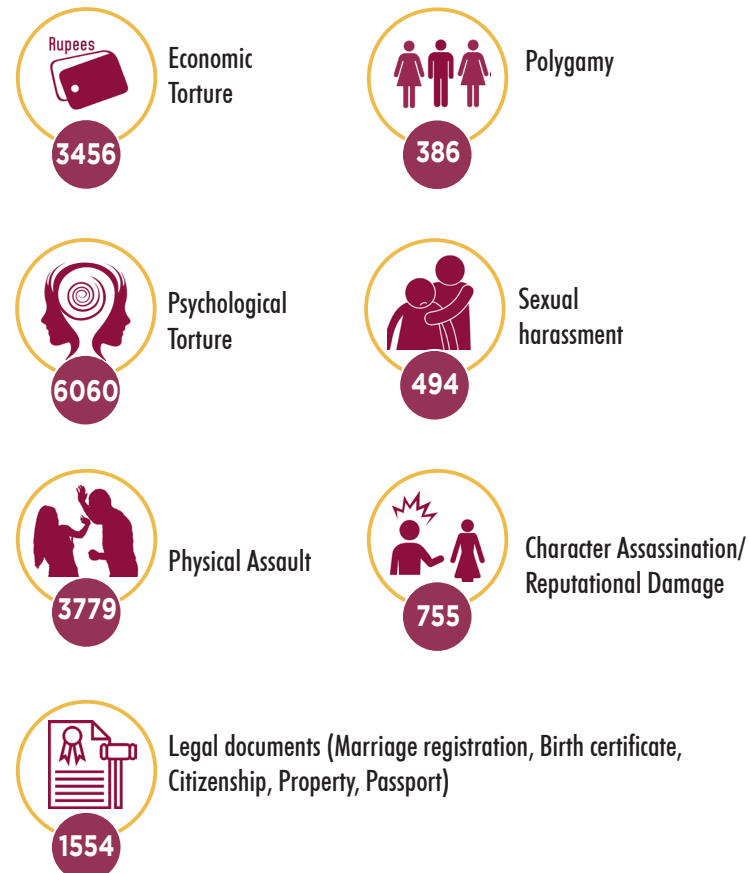 Rupees
Economic
Torture
3456
Polygamy
386
Psychological
Torture
6060
Sexual
harassment
494
Physical Assault
3779
Character Assassination/
Reputational Damage
755
Legal documents (Marriage registration, Birth certificate,
Citizenship, Property, Passport)
1554